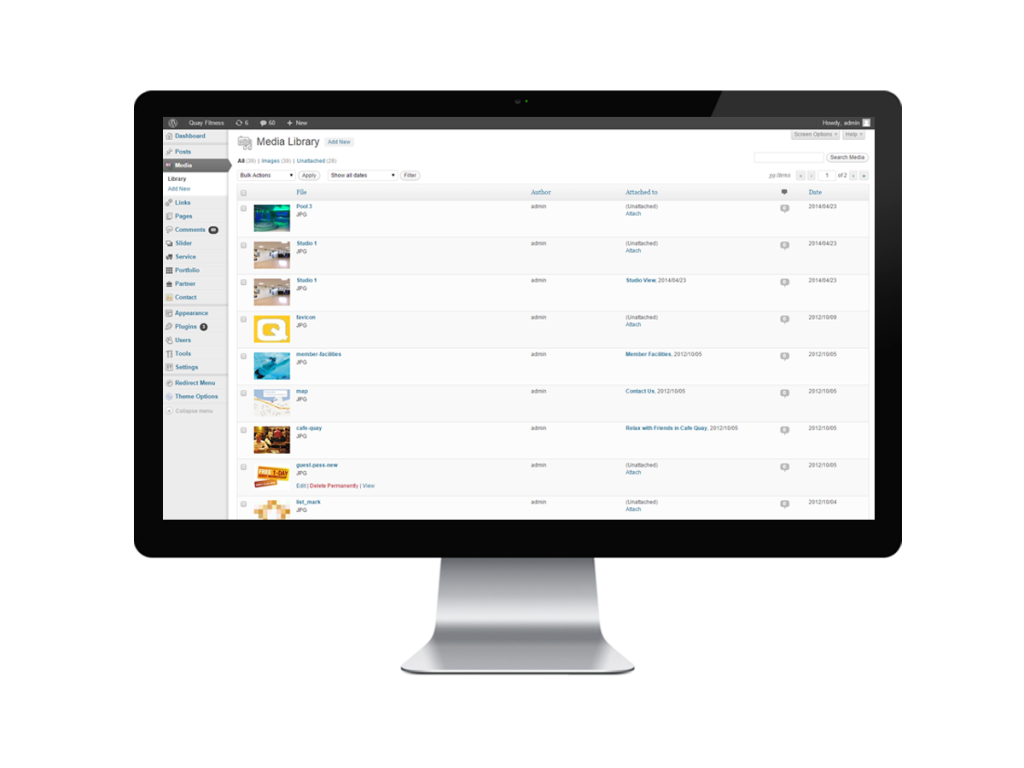 Quay Fitness 6 60 + New Howdy, admin
Dashboard
Posts
Media
Library
Add New
Links
Pages
Comments
Slider
Service
Portfolio
Partner
Contact
Appearance
Plugins 3
Users
Tools
Settings
Redirect Menu
Theme Options
Collapse menu
Screen Options Help
Media Library Add New
All (39) | Images (39) | Unattached (28)
Search Media
Bulk Actions Apply Show all dates Filter
39 items « ‹ 1 of 2 › »
File Author Attached to Date
Pool 3 admin (Unattached) 0 2014/04/23
JPG Attach
Studio 1 admin (Unattached) 0 2014/04/23
JPG Attach
Studio 1 admin Studio View, 2014/04/23 0 2014/04/23
JPG
Q
favicon admin (Unattached) 0 2012/10/09
JPG Attach
member-facilities admin Member Facilities, 2012/10/05 0 2012/10/05
JPG
map admin Contact Us, 2012/10/05 0 2012/10/05
JPG
cafe-quay admin Relax with Friends in Cafe Quay, 2012/10/05 0 2012/10/05
JPG
FREE 1-DAY
guest-pass-new admin (Unattached) 0 2012/10/05
JPG Attach
Edit | Delete Permanently | View
list_mark admin (Unattached) 0 2012/10/04
JPG Attach